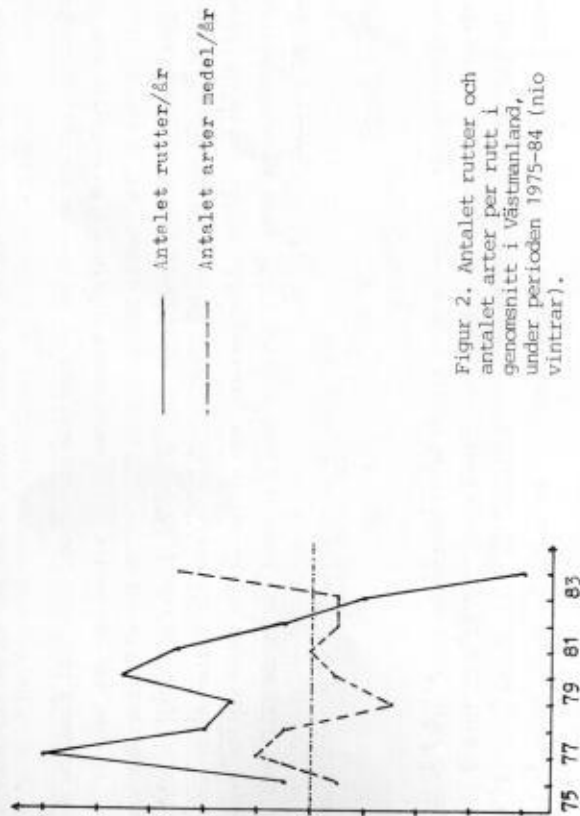 Antalet rutter/år
Antalet arter medel/år
Figur 2. Antalet rutter och
antalet arter per rutt i
genomsnitt i Västmanland,
under perioden 1975-84 (nio
vintrar).
75 77 79 81 83